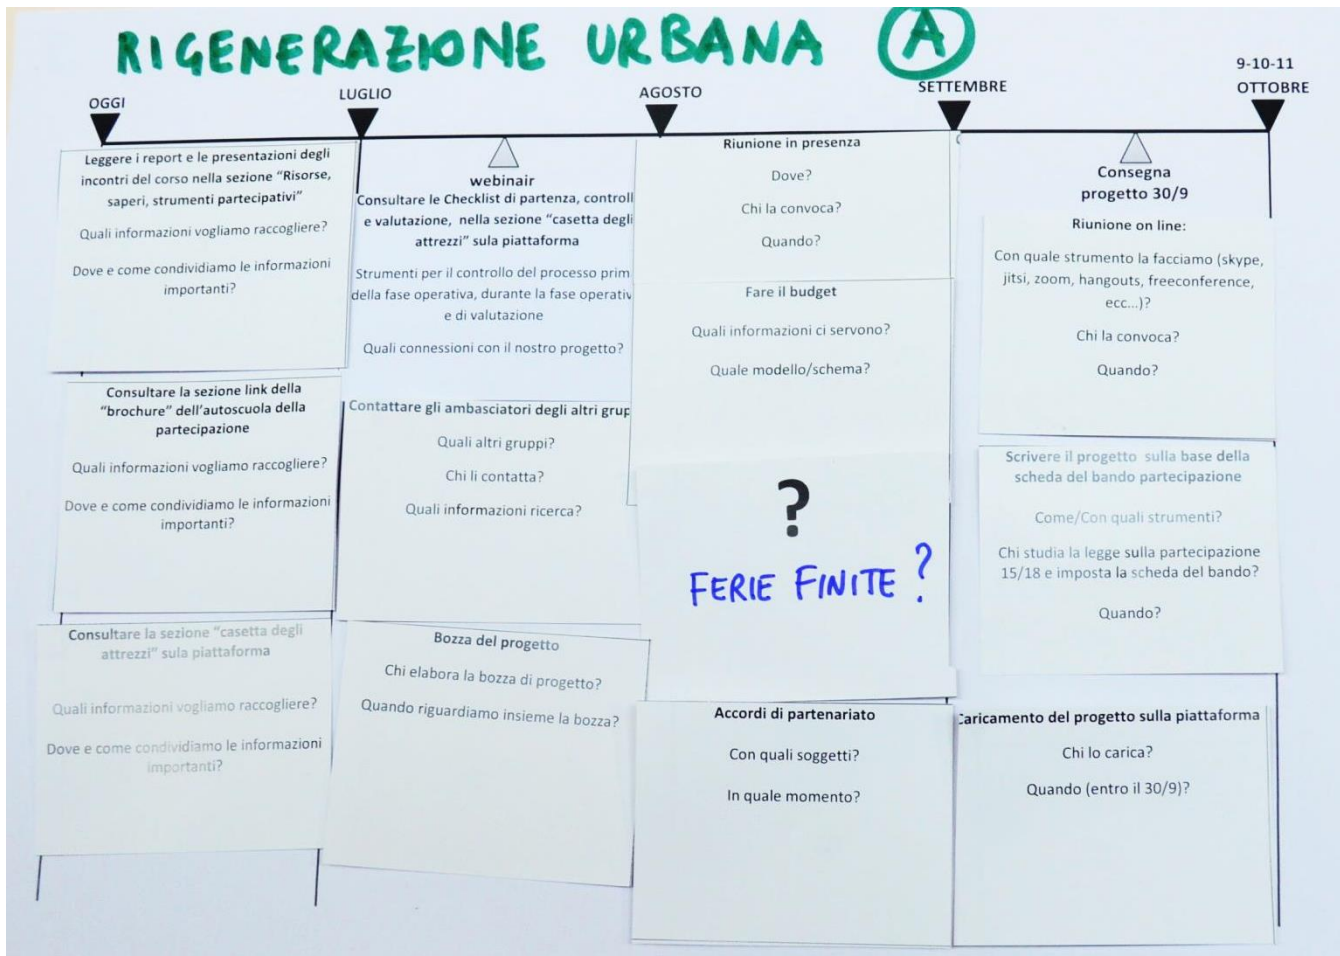 RIGENERAZIONE URBANA A
OGGI
LUGLIO
AGOSTO
SETTEMBRE
9-10-11
OTTOBRE
Leggere i report e le presentazioni degli
incontri del corso nella sezione “Risorse,
saperi, strumenti partecipativi”
Quali informazioni vogliamo raccogliere?
Dove e come condividiamo le informazioni
importanti?
Consultare la sezione link della
“brochure” dell’autoscuola della
partecipazione
Quali informazioni vogliamo raccogliere?
Dove e come condividiamo le informazioni
importanti?
Consultare la sezione “casetta degli
attrezzi” sula piattaforma
Quali informazioni vogliamo raccogliere?
Dove e come condividiamo le informazioni
importanti?
webinair
Consultare le Checklist di partenza, controll
e valutazione, nella sezione “casetta degli
attrezzi” sula piattaforma
Strumenti per il controllo del processo prim
della fase operativa, durante la fase operativ
e di valutazione
Quali connessioni con il nostro progetto?
Contattare gli ambasciatori degli altri grup
Quali altri gruppi?
Chi li contatta?
Quali informazioni ricerca?
Bozza del progetto
Chi elabora la bozza di progetto?
Quando riguardiamo insieme la bozza?
Riunione in presenza
Dove?
Chi la convoca?
Quando?
Fare il budget
Quali informazioni ci servono?
Quale modello/schema?
?
FERIE FINITE ?
Accordi di partenariato
Con quali soggetti?
In quale momento?
Consegna
progetto 30/9
Riunione on line:
Con quale strumento la facciamo (skype,
jitsi, zoom, hangouts, freeconference,
ecc...)?
Chi la convoca?
Quando?
Scrivere il progetto sulla base della
scheda del bando partecipazione
Come/Con quali strumenti?
Chi studia la legge sulla partecipazione
15/18 e imposta la scheda del bando?
Quando?
Caricamento del progetto sulla piattaforma
Chi lo carica?
Quando (entro il 30/9)?